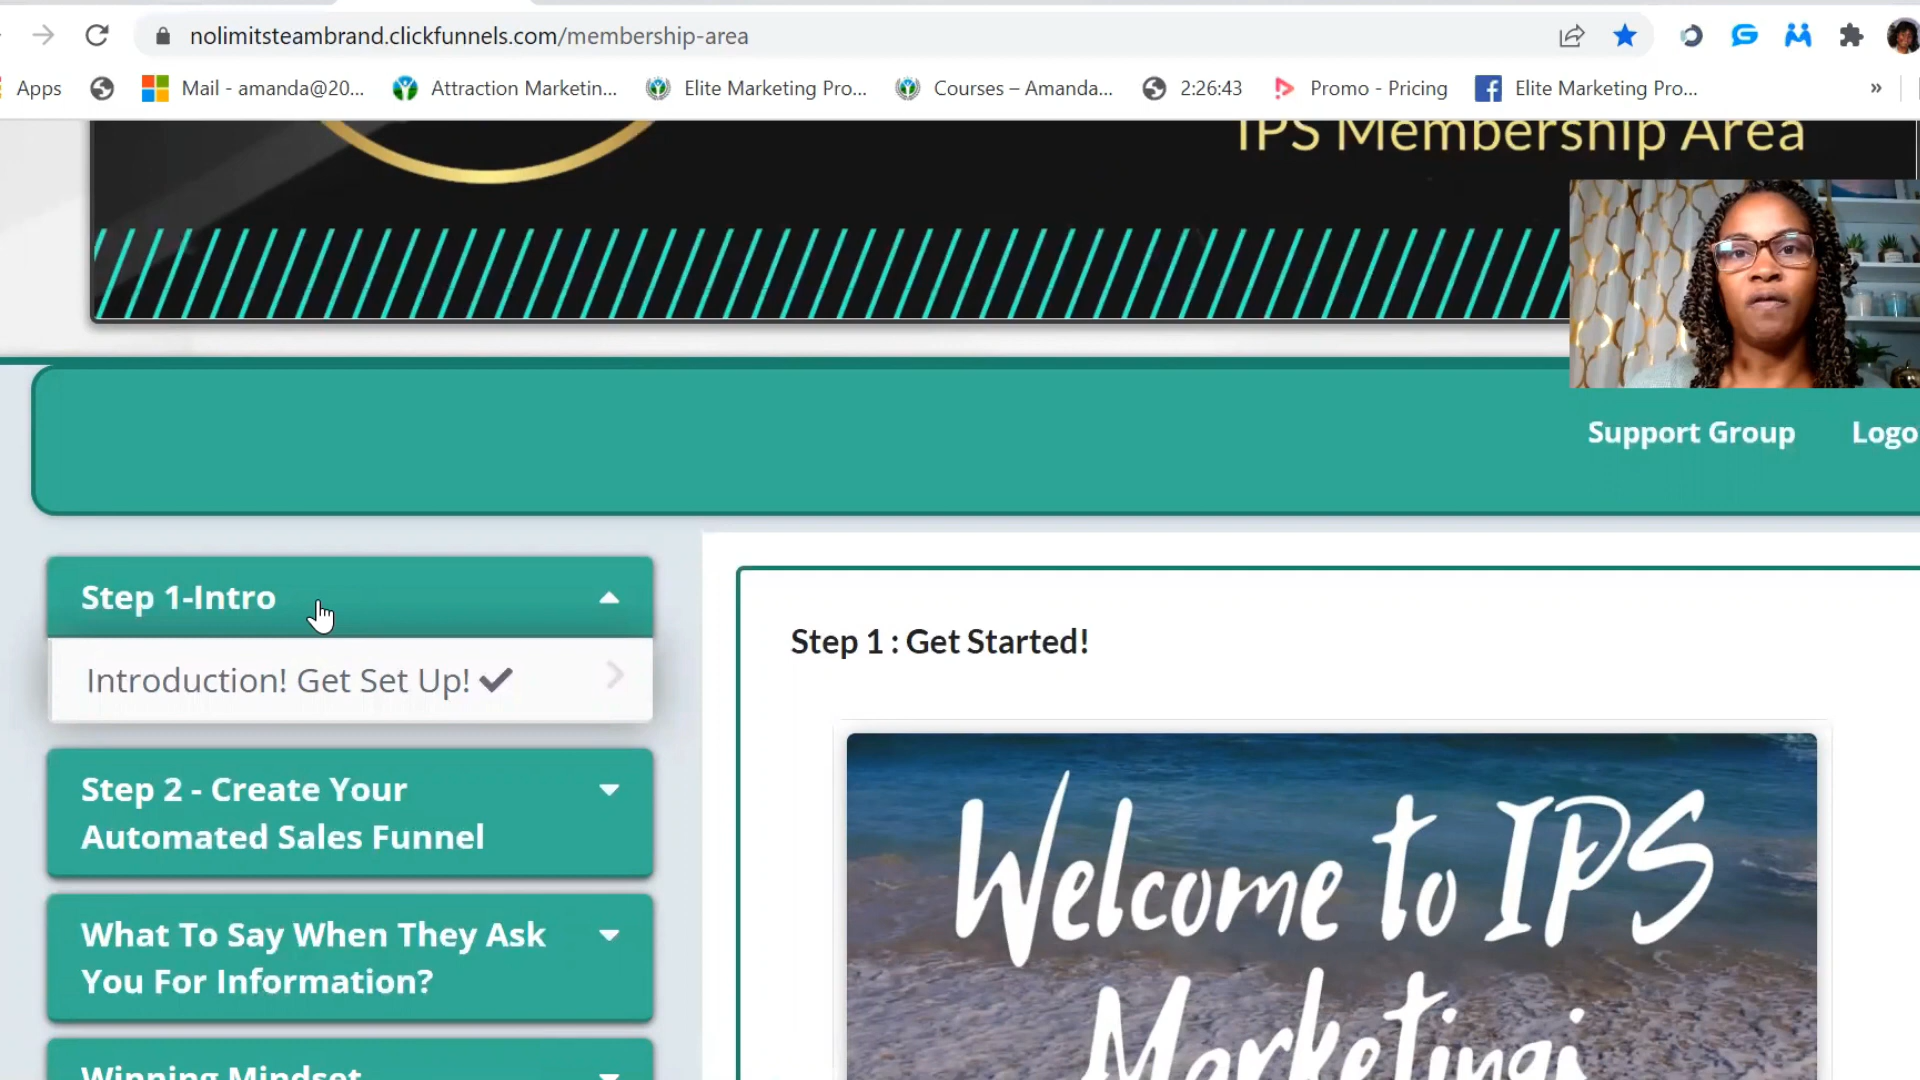 nolimitsteambrand.clickfunnels.com/membership-area
Apps
Mail - amanda@20...
Attraction Marketin...
Elite Marketing Pro...
Courses – Amanda...
2:26:43
Promo - Pricing
Elite Marketing Pro...
»
IPS Membership Area
Support Group
Logo
Step 1-Intro
Introduction! Get Set Up! ✔
Step 2 - Create Your
Automated Sales Funnel
What To Say When They Ask
You For Information?
Winning Mindset
Step 1 : Get Started!
Welcome to IPS
Marketing!